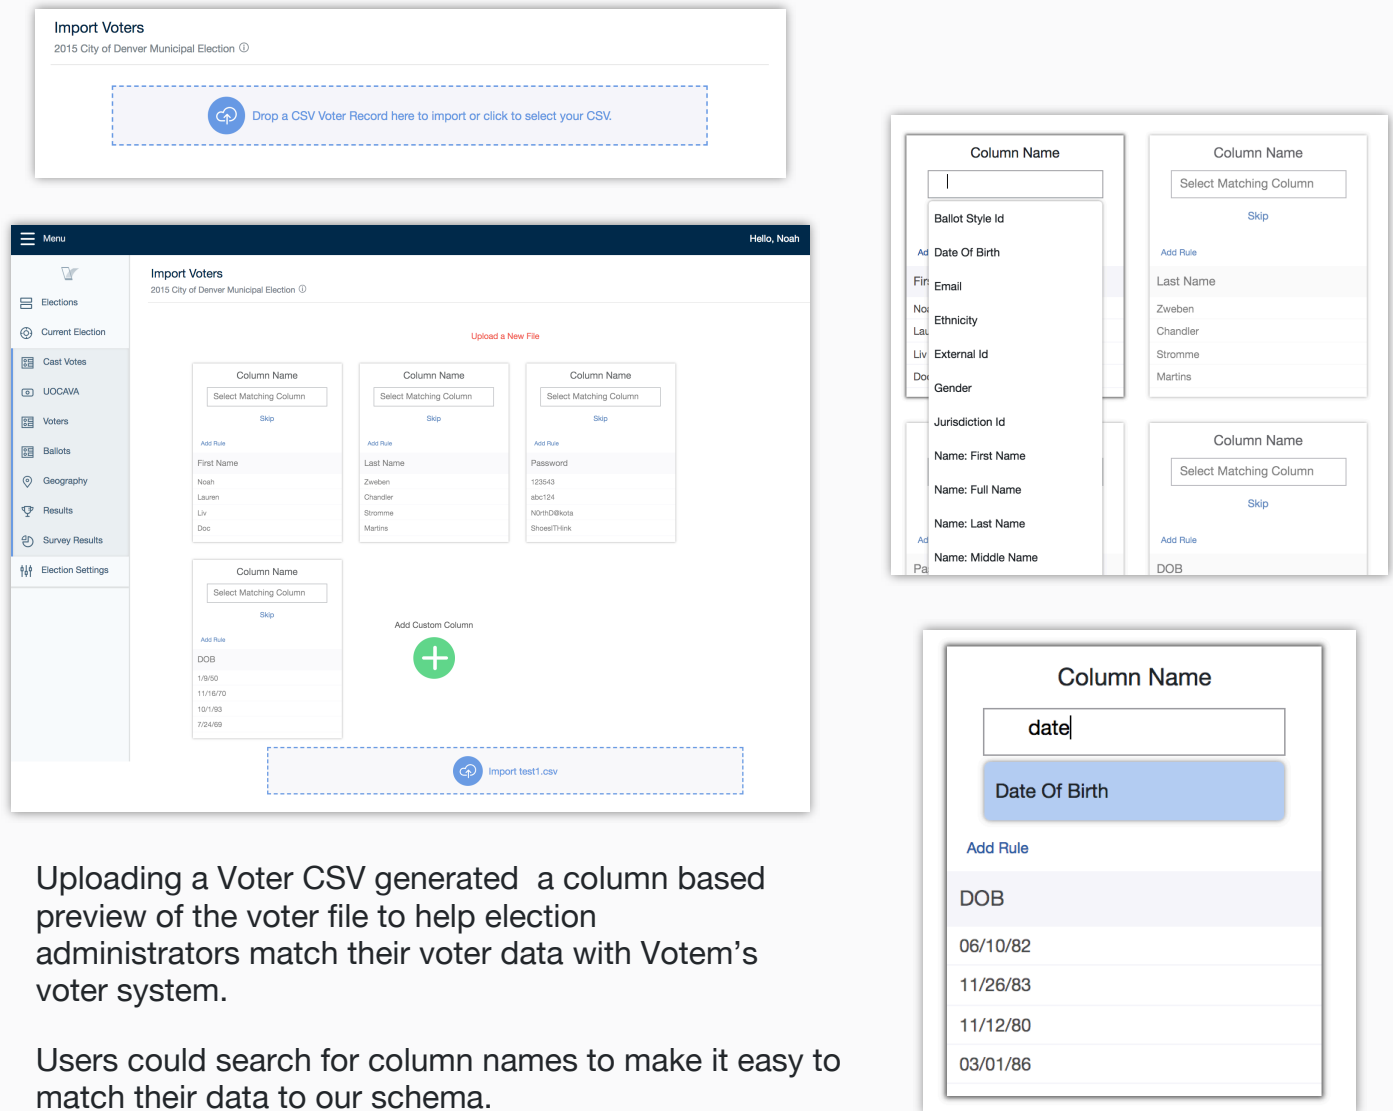 Import Voters
2015 City of Denver Municipal Election
Drop a CSV Voter Record here to import or click to select your CSV.
Menu
Hello, Noah
Elections
Current Election
Cast Votes
UOCAVA
Voters
Ballots
Geography
Results
Survey Results
Election Settings
Import Voters
2015 City of Denver Municipal Election
Upload a New File
Column Name
Select Matching Column
Skip
Add Rule
First Name
Noah
Lauren
Liv
Doc
Column Name
Select Matching Column
Skip
Add Rule
Last Name
Zweben
Chandler
Stromme
Martins
Column Name
Select Matching Column
Skip
Add Rule
Password
123543
abc124
N0rthD@kota
ShoeslTHink
Column Name
Select Matching Column
Skip
Add Rule
DOB
1/9/50
11/16/70
10/1/93
7/24/69
Add Custom Column
Import test1.csv
Column Name
Ballot Style Id
Date Of Birth
Email
Ethnicity
External Id
Gender
Jurisdiction Id
Name: First Name
Name: Full Name
Name: Last Name
Name: Middle Name
Ad
Fir
Noa
Lau
Liv
Doc
Ad
Pa
Column Name
Select Matching Column
Skip
Add Rule
Last Name
Zweben
Chandler
Stromme
Martins
Column Name
Select Matching Column
Skip
Add Rule
DOB
Column Name
date
Date Of Birth
Add Rule
DOB
06/10/82
11/26/83
11/12/80
03/01/86
Uploading a Voter CSV generated  a column based
preview of the voter file to help election
administrators match their voter data with Votem’s
voter system.
Users could search for column names to make it easy to
match their data to our schema.